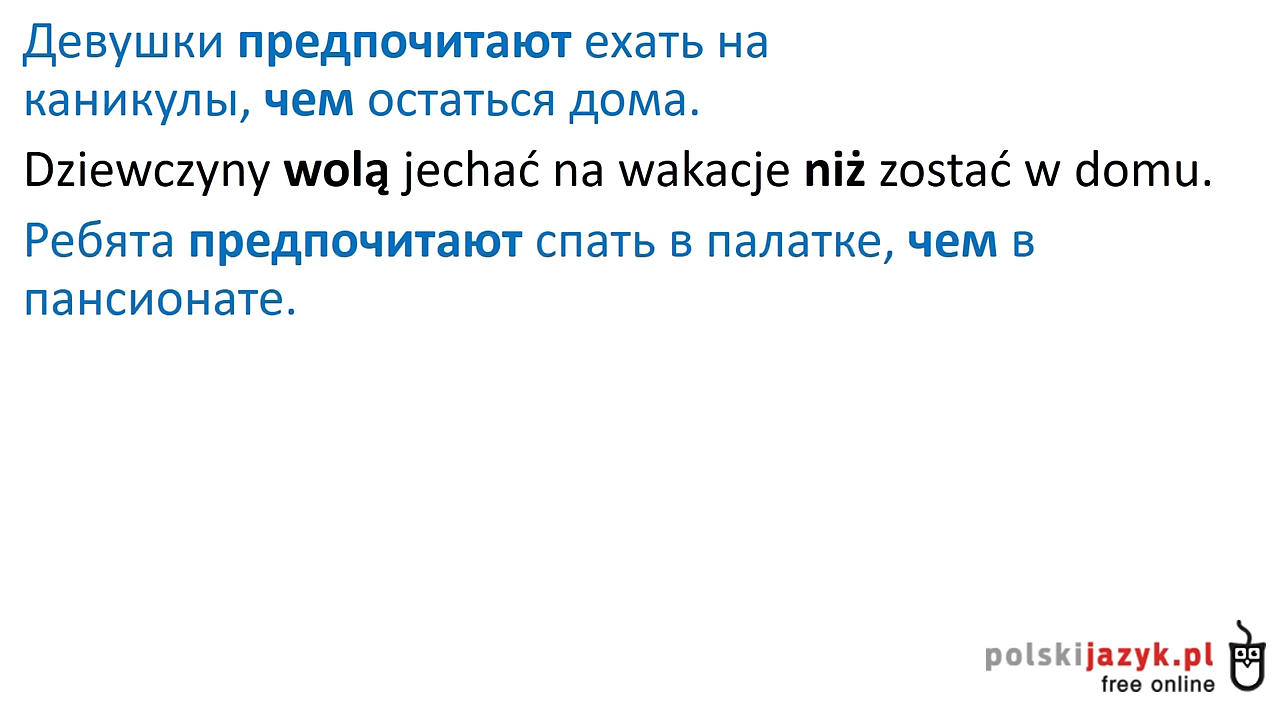 Девушки предпочитают ехать на
каникулы, чем остаться дома.
Dziewczyny wolą jechać na wakacje niż zostać w domu.
Ребята предпочитают спать в палатке, чем в
пансионате.
polskijazyk.pl
free online